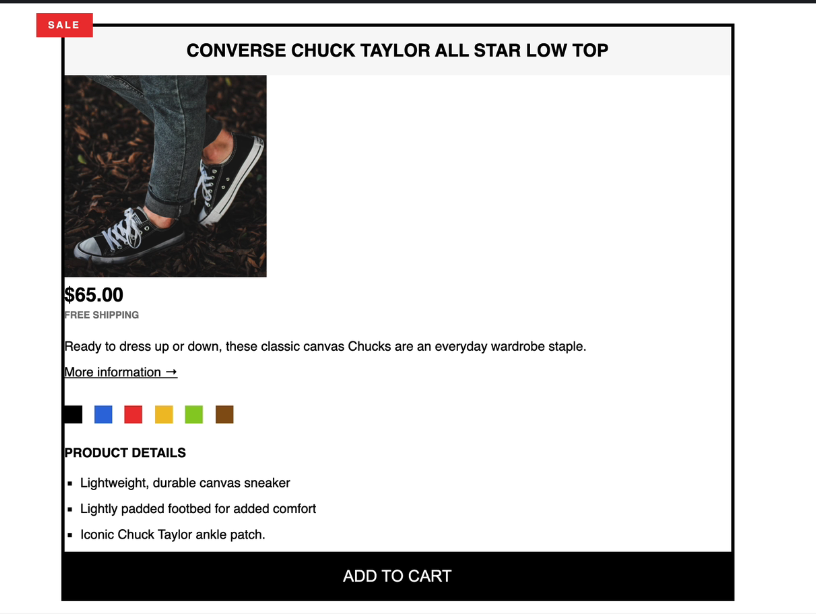 SALE
CONVERSE CHUCK TAYLOR ALL STAR LOW TOP
$65.00
FREE SHIPPING
Ready to dress up or down, these classic canvas Chucks are an everyday wardrobe staple.
More information →
PRODUCT DETAILS
▪ Lightweight, durable canvas sneaker
▪ Lightly padded footbed for added comfort
▪ Iconic Chuck Taylor ankle patch.
ADD TO CART